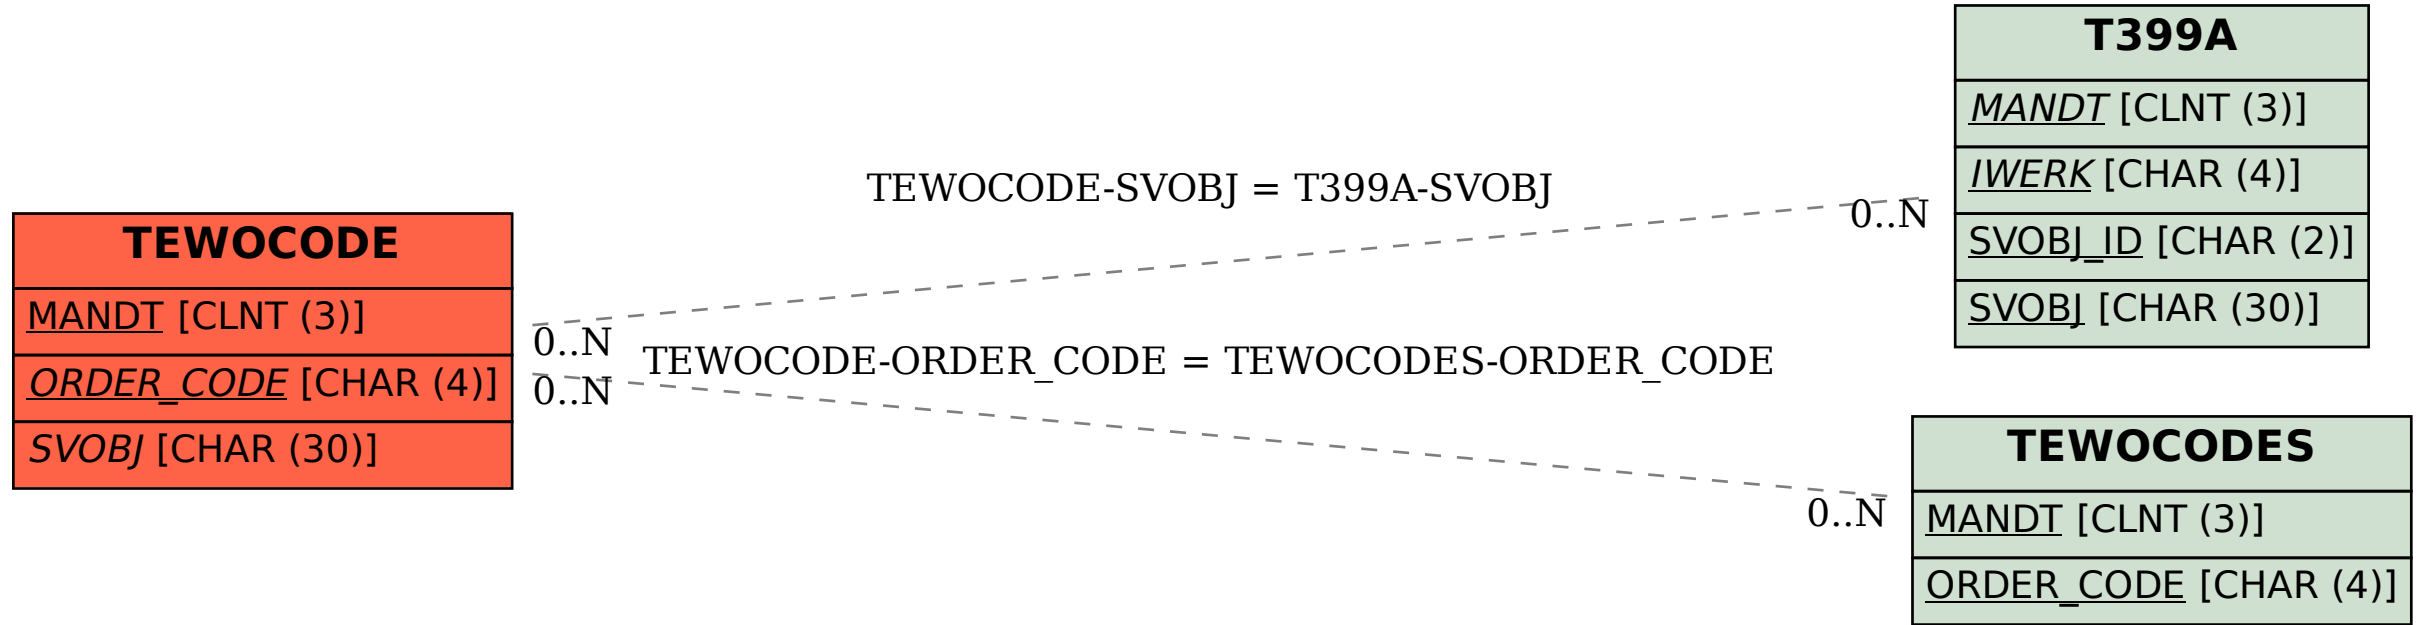 TEWOCODE
MANDT [CLNT (3)]
ORDER_CODE [CHAR (4)]
SVOBJ [CHAR (30)]
TEWOCODE-SVOBJ = T399A-SVOBJ
0..N
0..N
TEWOCODE-ORDER_CODE = TEWOCODES-ORDER_CODE
0..N
0..N
T399A
MANDT [CLNT (3)]
IWERK [CHAR (4)]
SVOBJ_ID [CHAR (2)]
SVOBJ [CHAR (30)]
TEWOCODES
MANDT [CLNT (3)]
ORDER_CODE [CHAR (4)]